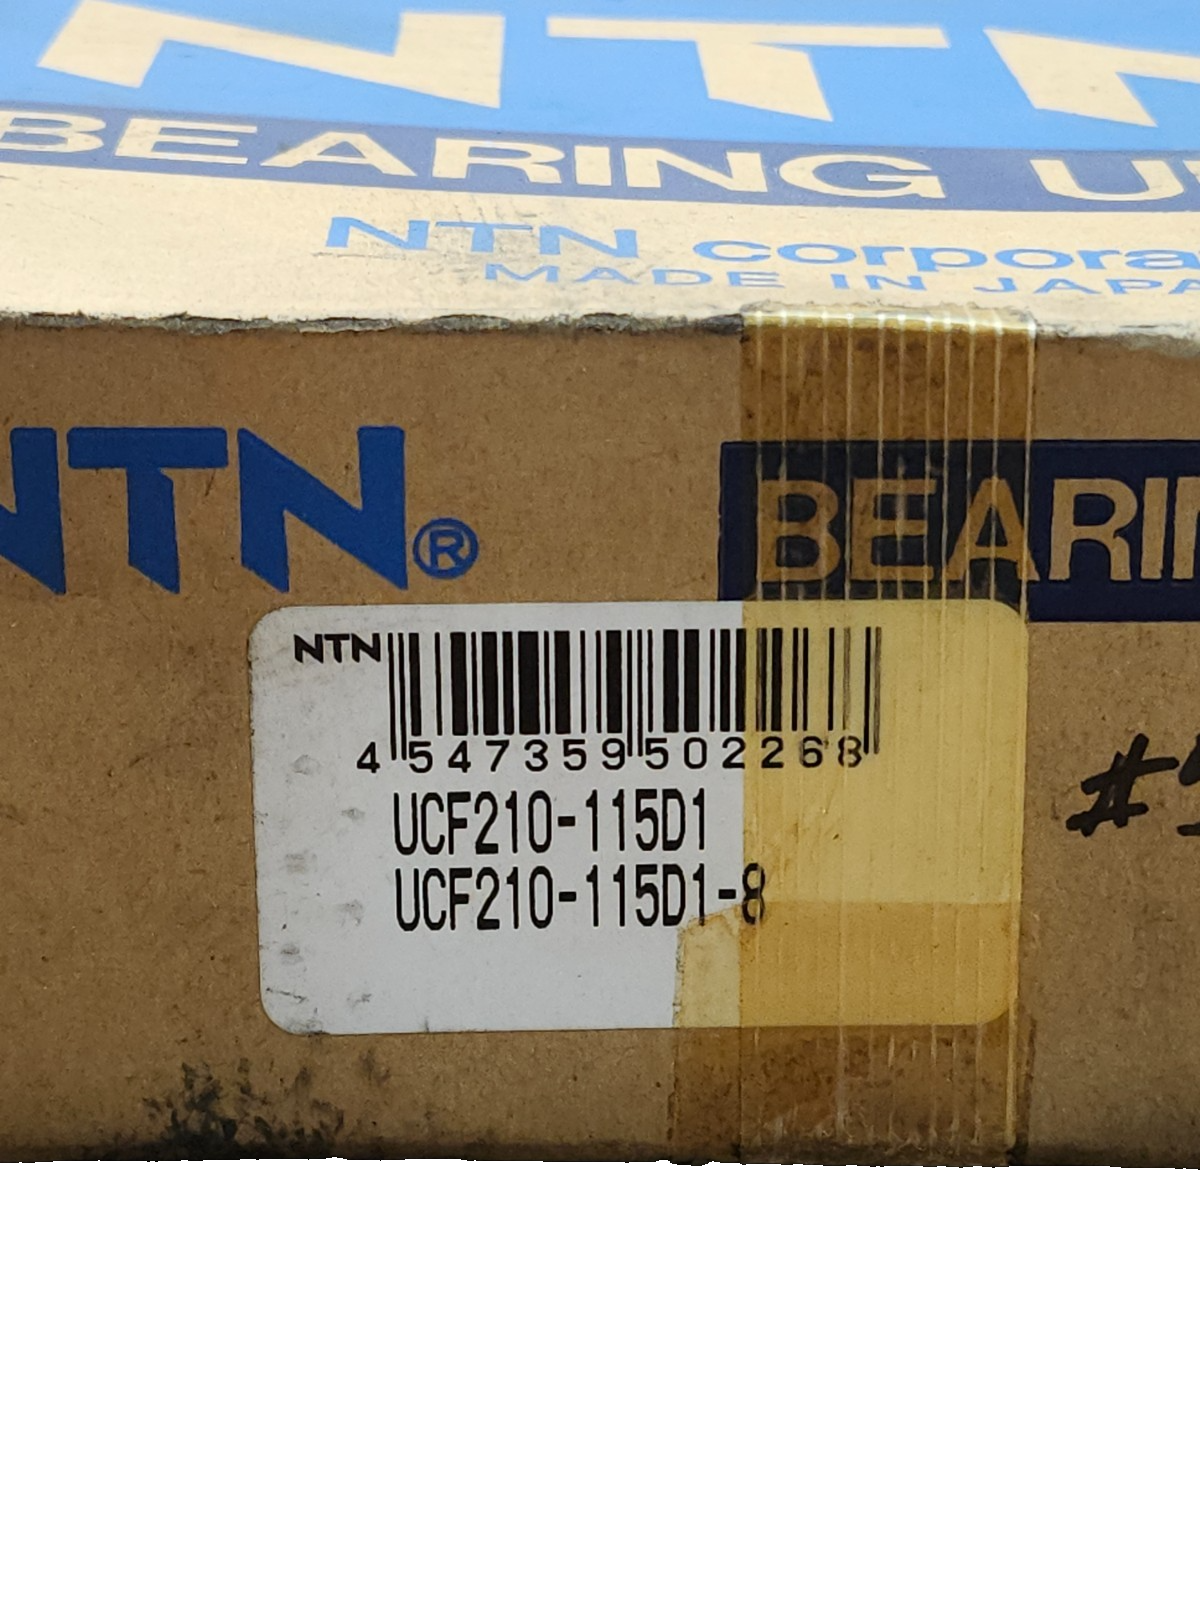 NTN
BEARING
NTN corpora
MADE IN JAPA
NTN®
BEARIN
NTN
4 547359 502268
UCF210-115D1
UCF210-115D1-8
#